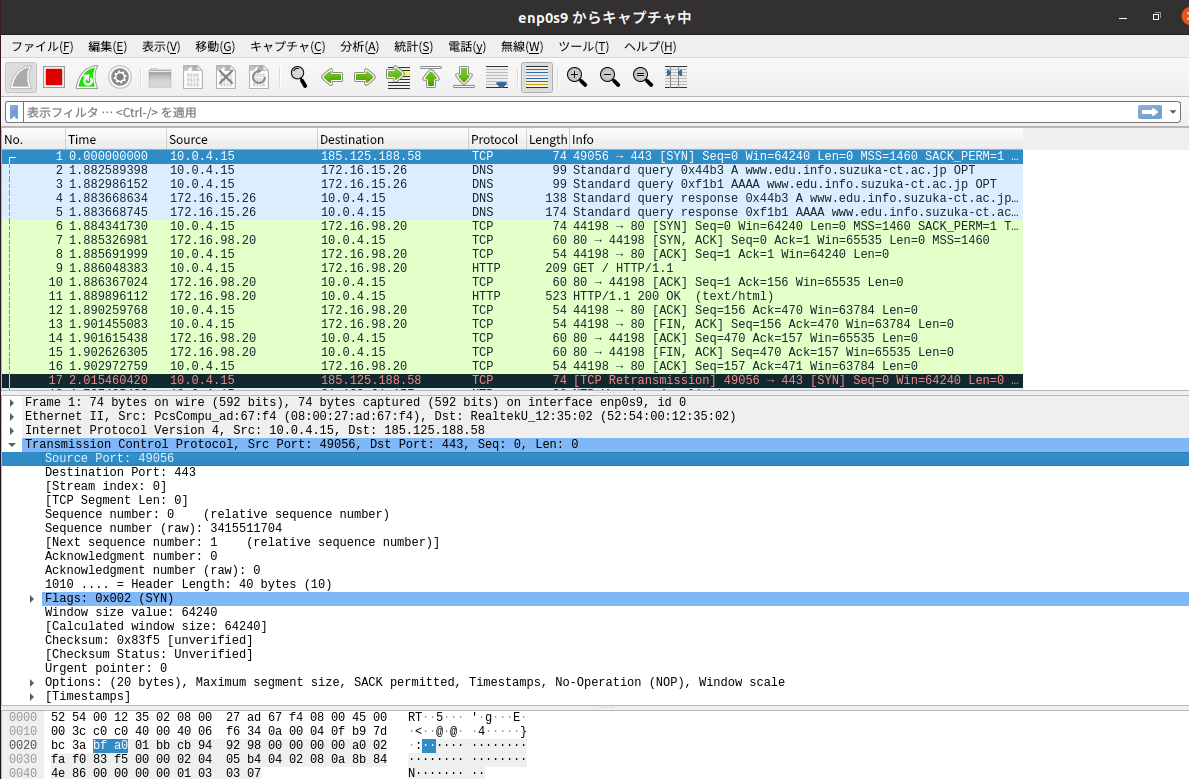 enp0s9 からキャプチャ中
ファイル(F) 編集(E) 表示(V) 移動(G) キャプチャ(C) 分析(A) 統計(S) 電話(y) 無線(W) ツール(T) ヘルプ(H)
表示フィルタ … <Ctrl-/> を適用
No. Time Source Destination Protocol Length Info
1 0.000000000 10.0.4.15 185.125.188.58 TCP 74 49056 → 443 [SYN] Seq=0 Win=64240 Len=0 MSS=1460 SACK_PERM=1 …
2 1.882589398 10.0.4.15 172.16.15.26 DNS 99 Standard query 0x44b3 A www.edu.info.suzuka-ct.ac.jp OPT
3 1.882986152 10.0.4.15 172.16.15.26 DNS 99 Standard query 0xf1b1 AAAA www.edu.info.suzuka-ct.ac.jp OPT
4 1.883668634 172.16.15.26 10.0.4.15 DNS 138 Standard query response 0x44b3 A www.edu.info.suzuka-ct.ac.jp…
5 1.883668745 172.16.15.26 10.0.4.15 DNS 174 Standard query response 0xf1b1 AAAA www.edu.info.suzuka-ct.ac…
6 1.884341730 10.0.4.15 172.16.98.20 TCP 74 44198 → 80 [SYN] Seq=0 Win=64240 Len=0 MSS=1460 SACK_PERM=1 T…
7 1.885326981 172.16.98.20 10.0.4.15 TCP 60 80 → 44198 [SYN, ACK] Seq=0 Ack=1 Win=65535 Len=0 MSS=1460
8 1.885691999 10.0.4.15 172.16.98.20 TCP 54 44198 → 80 [ACK] Seq=1 Ack=1 Win=64240 Len=0
9 1.886048383 10.0.4.15 172.16.98.20 HTTP 209 GET / HTTP/1.1
10 1.886367024 172.16.98.20 10.0.4.15 TCP 60 80 → 44198 [ACK] Seq=1 Ack=156 Win=65535 Len=0
11 1.889896112 172.16.98.20 10.0.4.15 HTTP 523 HTTP/1.1 200 OK (text/html)
12 1.890259768 10.0.4.15 172.16.98.20 TCP 54 44198 → 80 [ACK] Seq=156 Ack=470 Win=63784 Len=0
13 1.901455083 10.0.4.15 172.16.98.20 TCP 54 44198 → 80 [FIN, ACK] Seq=156 Ack=470 Win=63784 Len=0
14 1.901615438 172.16.98.20 10.0.4.15 TCP 60 80 → 44198 [ACK] Seq=470 Ack=157 Win=65535 Len=0
15 1.902626305 172.16.98.20 10.0.4.15 TCP 60 80 → 44198 [FIN, ACK] Seq=470 Ack=157 Win=65535 Len=0
16 1.902972759 10.0.4.15 172.16.98.20 TCP 54 44198 → 80 [ACK] Seq=157 Ack=471 Win=63784 Len=0
17 2.015460420 10.0.4.15 185.125.188.58 TCP 74 [TCP Retransmission] 49056 → 443 [SYN] Seq=0 Win=64240 Len=0 …
Frame 1: 74 bytes on wire (592 bits), 74 bytes captured (592 bits) on interface enp0s9, id 0
Ethernet II, Src: PcsCompu_ad:67:f4 (08:00:27:ad:67:f4), Dst: RealtekU_12:35:02 (52:54:00:12:35:02)
Internet Protocol Version 4, Src: 10.0.4.15, Dst: 185.125.188.58
Transmission Control Protocol, Src Port: 49056, Dst Port: 443, Seq: 0, Len: 0
Source Port: 49056
Destination Port: 443
[Stream index: 0]
[TCP Segment Len: 0]
Sequence number: 0 (relative sequence number)
Sequence number (raw): 3415511704
[Next sequence number: 1 (relative sequence number)]
Acknowledgment number: 0
Acknowledgment number (raw): 0
1010 .... = Header Length: 40 bytes (10)
Flags: 0x002 (SYN)
Window size value: 64240
[Calculated window size: 64240]
Checksum: 0x83f5 [unverified]
[Checksum Status: Unverified]
Urgent pointer: 0
Options: (20 bytes), Maximum segment size, SACK permitted, Timestamps, No-Operation (NOP), Window scale
[Timestamps]
0000 52 54 00 12 35 02 08 00 27 ad 67 f4 08 00 45 00 RT··5··· '·g···E·
0010 00 3c c0 c0 40 00 40 06 f6 34 0a 00 04 0f b9 7d ·<··@·@· ·4·····}
0020 bc 3a bf a0 01 bb cb 94 92 98 00 00 00 00 a0 02 ·:······ ········
0030 fa f0 83 f5 00 00 02 04 05 b4 04 02 08 0a 8b 84 ········ ········
0040 4e 86 00 00 00 00 01 03 03 07 N······· ··